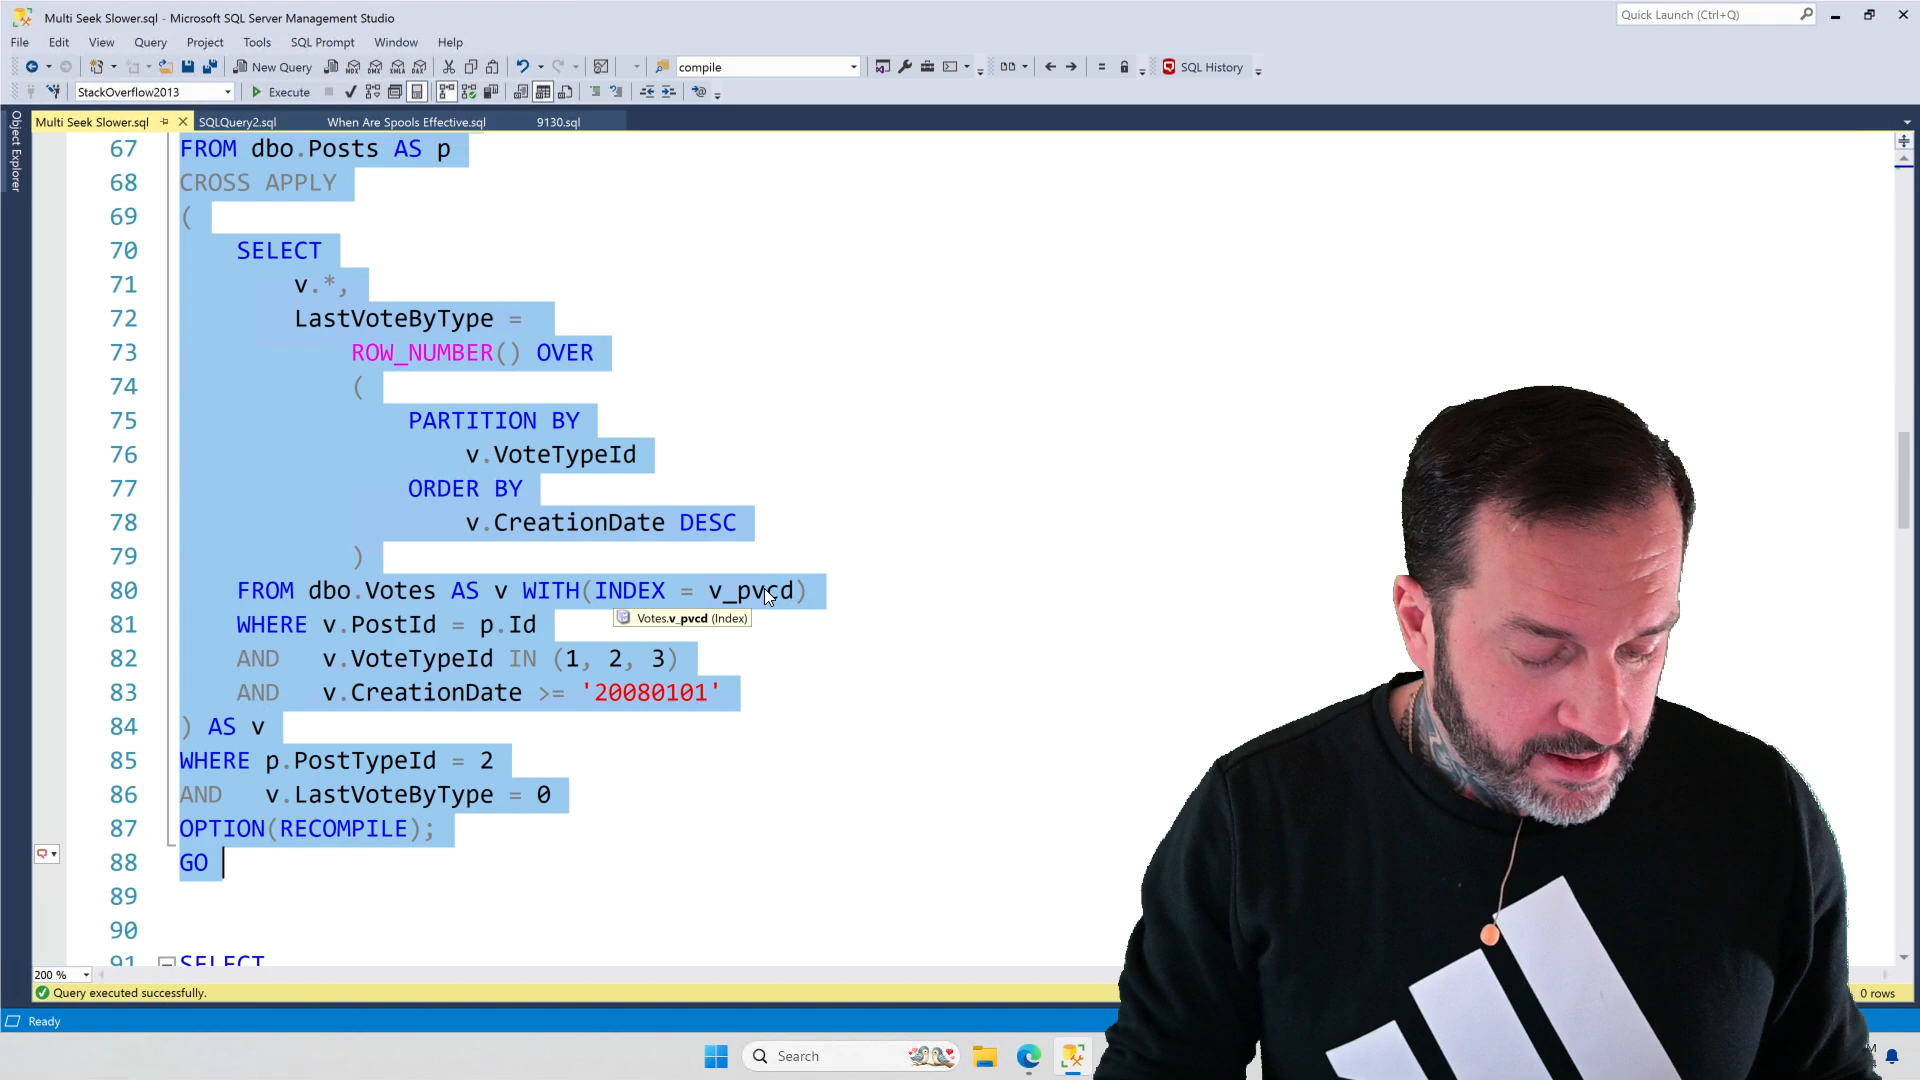 Multi Seek Slower.sql - Microsoft SQL Server Management Studio
Quick Launch (Ctrl+Q)
File Edit View Query Project Tools SQL Prompt Window Help
New Query MDX DMX XMLA DAX compile SQL History
StackOverflow2013 Execute
Object Explorer
Multi Seek Slower.sql SQLQuery2.sql When Are Spools Effective.sql 9130.sql
67 FROM dbo.Posts AS p
68 CROSS APPLY
69 (
70 SELECT
71 v.*,
72 LastVoteByType =
73 ROW_NUMBER() OVER
74 (
75 PARTITION BY
76 v.VoteTypeId
77 ORDER BY
78 v.CreationDate DESC
79 )
80 FROM dbo.Votes AS v WITH(INDEX = v_pvcd)
Votes.v_pvcd (Index)
81 WHERE v.PostId = p.Id
82 AND v.VoteTypeId IN (1, 2, 3)
83 AND v.CreationDate >= '20080101'
84 ) AS v
85 WHERE p.PostTypeId = 2
86 AND v.LastVoteByType = 0
87 OPTION(RECOMPILE);
88 GO
89
90
91 SELECT
200 %
Query executed successfully. 0 rows
Ready
Search